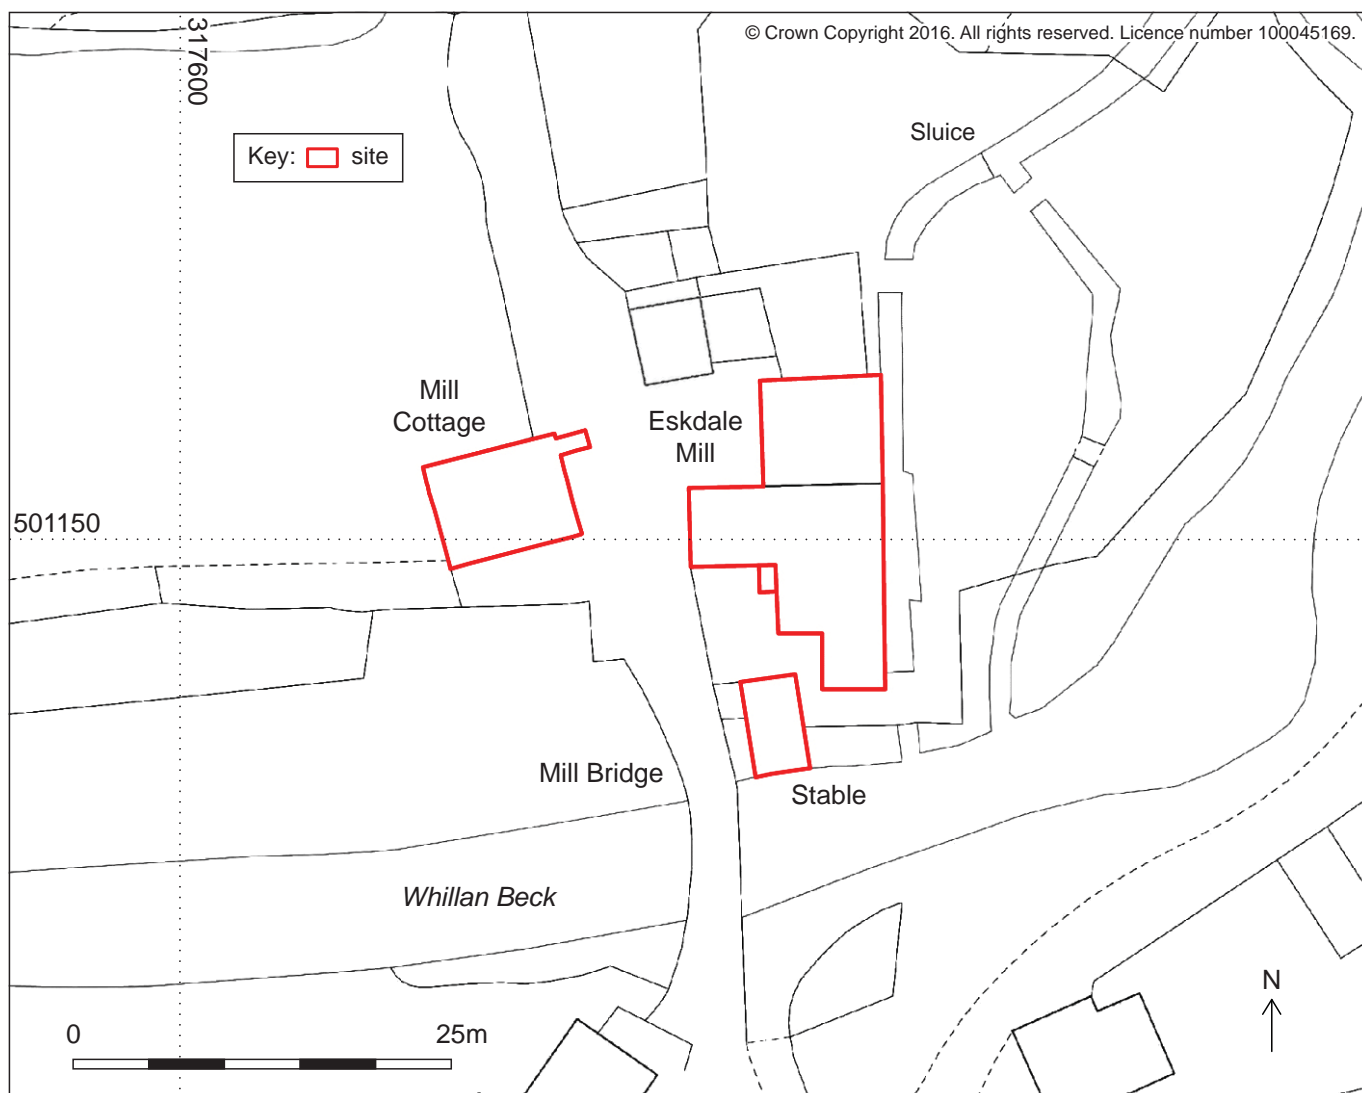 © Crown Copyright 2016. All rights reserved. Licence number 100045169.
317600
Key: site
Sluice
Mill
Cottage
Eskdale
Mill
501150
Mill Bridge
Stable
Whillan Beck
N
0 25m